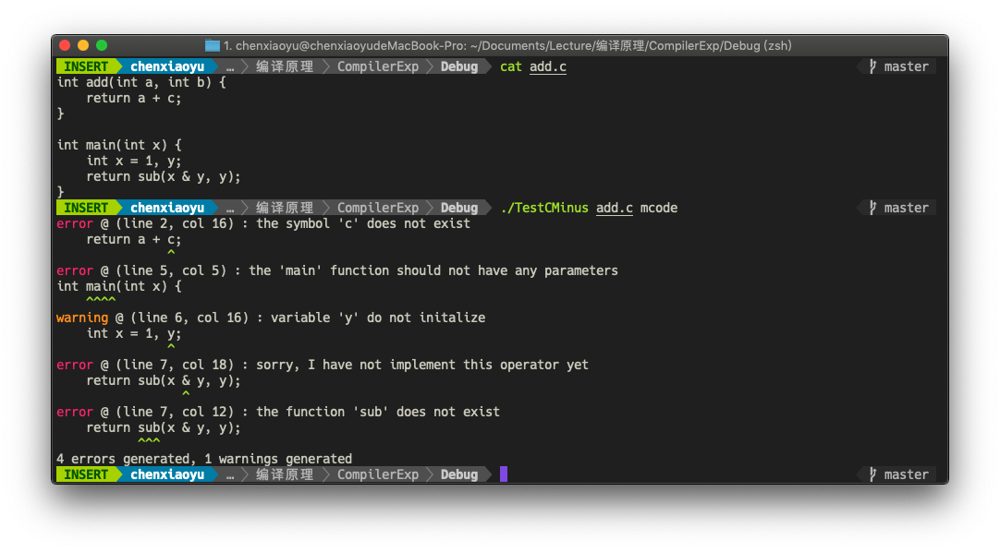 1. chenxiaoyu@chenxiaoyudeMacBook-Pro: ~/Documents/Lecture/编译原理/CompilerExp/Debug (zsh)
INSERT chenxiaoyu … 编译原理 CompilerExp Debug cat add.c master
int add(int a, int b) {
    return a + c;
}

int main(int x) {
    int x = 1, y;
    return sub(x & y, y);
}
INSERT chenxiaoyu … 编译原理 CompilerExp Debug ./TestCMinus add.c mcode master
error @ (line 2, col 16) : the symbol 'c' does not exist
    return a + c;
               ^
error @ (line 5, col 5) : the 'main' function should not have any parameters
int main(int x) {
    ^^^^
warning @ (line 6, col 16) : variable 'y' do not initalize
    int x = 1, y;
               ^
error @ (line 7, col 18) : sorry, I have not implement this operator yet
    return sub(x & y, y);
                 ^
error @ (line 7, col 12) : the function 'sub' does not exist
    return sub(x & y, y);
           ^^^
4 errors generated, 1 warnings generated
INSERT chenxiaoyu … 编译原理 CompilerExp Debug master